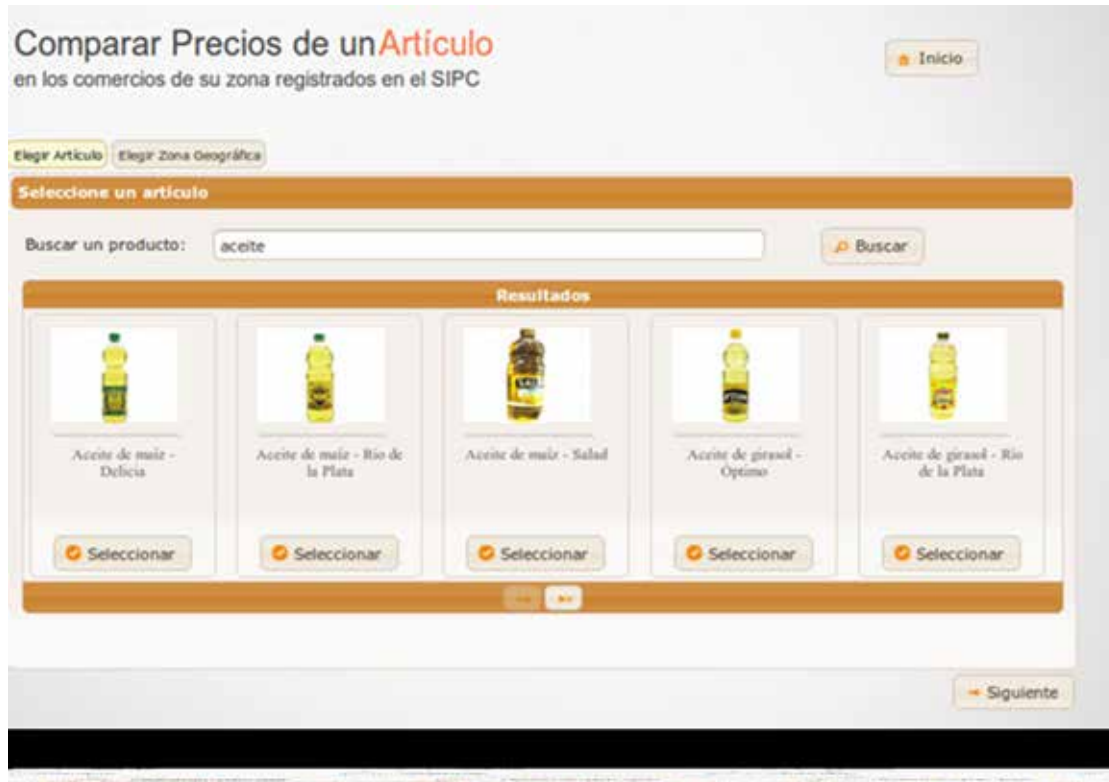 Comparar Precios de un Artículo
en los comercios de su zona registrados en el SIPC
Inicio
Elegir Artículo Elegir Zona Geográfica
Seleccione un artículo
Buscar un producto: aceite Buscar
Resultados
Aceite de maíz -
Delicia
Aceite de maíz - Río de
la Plata
Aceite de maíz - Salad
Aceite de girasol -
Optimo
Aceite de girasol - Río
de la Plata
Seleccionar Seleccionar Seleccionar Seleccionar Seleccionar
Siguiente